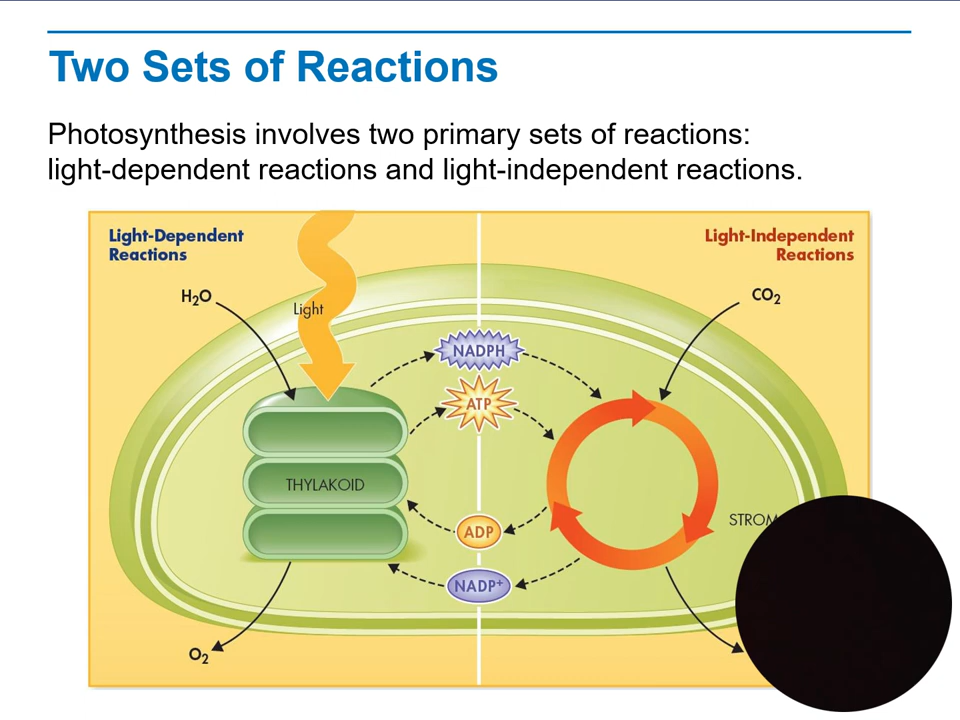 Two Sets of Reactions
Photosynthesis involves two primary sets of reactions:
light-dependent reactions and light-independent reactions.
Light-Dependent
Reactions
Light-Independent
Reactions
H₂O
Light
CO₂
NADPH
ATP
THYLAKOID
STROM
ADP
NADP⁺
O₂